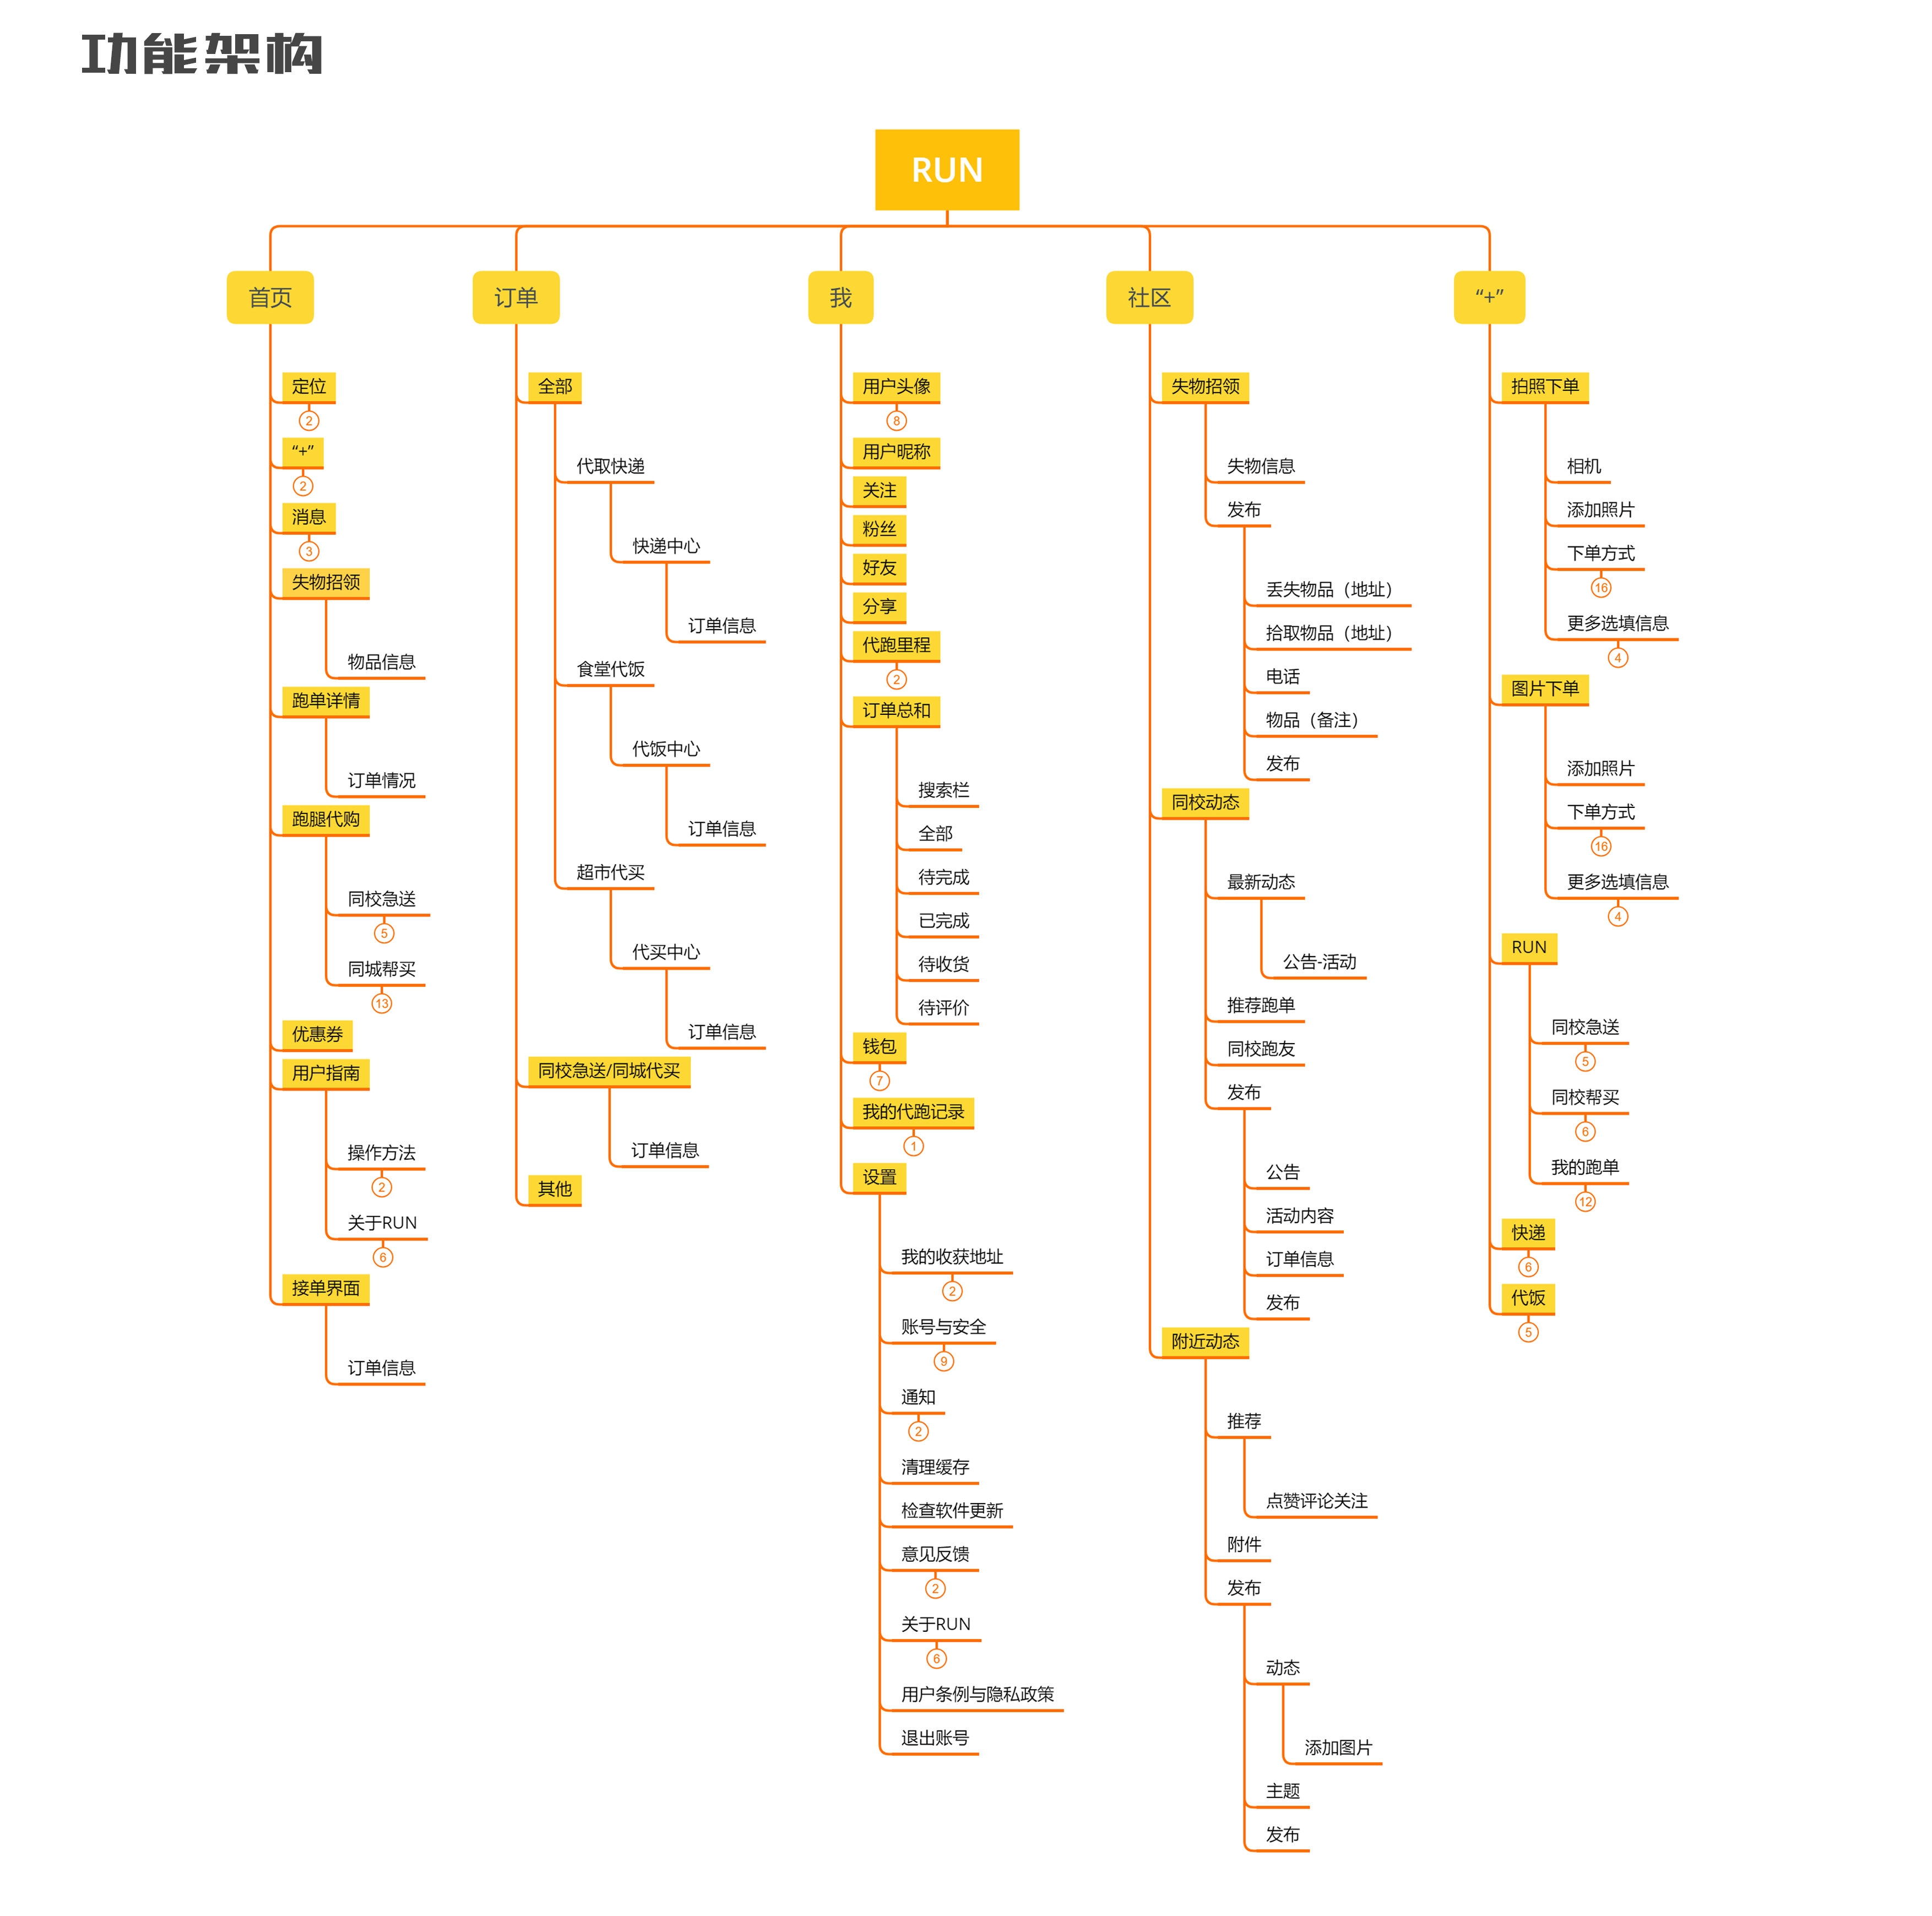 功能架构
RUN
首页
定位
2
“+”
2
消息
3
失物招领
物品信息
跑单详情
订单情况
跑腿代购
同校急送
5
同城帮买
13
优惠券
用户指南
操作方法
2
关于RUN
6
接单界面
订单信息
订单
全部
代取快递
快递中心
订单信息
食堂代饭
代饭中心
订单信息
超市代买
代买中心
订单信息
同校急送/同城代买
订单信息
其他
我
用户头像
8
用户昵称
关注
粉丝
好友
分享
代跑里程
2
订单总和
搜索栏
全部
待完成
已完成
待收货
待评价
钱包
7
我的代跑记录
1
设置
我的收获地址
2
账号与安全
9
通知
2
清理缓存
检查软件更新
意见反馈
2
关于RUN
6
用户条例与隐私政策
退出账号
社区
失物招领
失物信息
发布
丢失物品（地址）
拾取物品（地址）
电话
物品（备注）
发布
同校动态
最新动态
公告-活动
推荐跑单
同校跑友
发布
公告
活动内容
订单信息
发布
附近动态
推荐
点赞评论关注
附件
发布
动态
添加图片
主题
发布
“+”
拍照下单
相机
添加照片
下单方式
16
更多选填信息
4
图片下单
添加照片
下单方式
16
更多选填信息
4
RUN
同校急送
5
同校帮买
6
我的跑单
12
快递
6
代饭
5